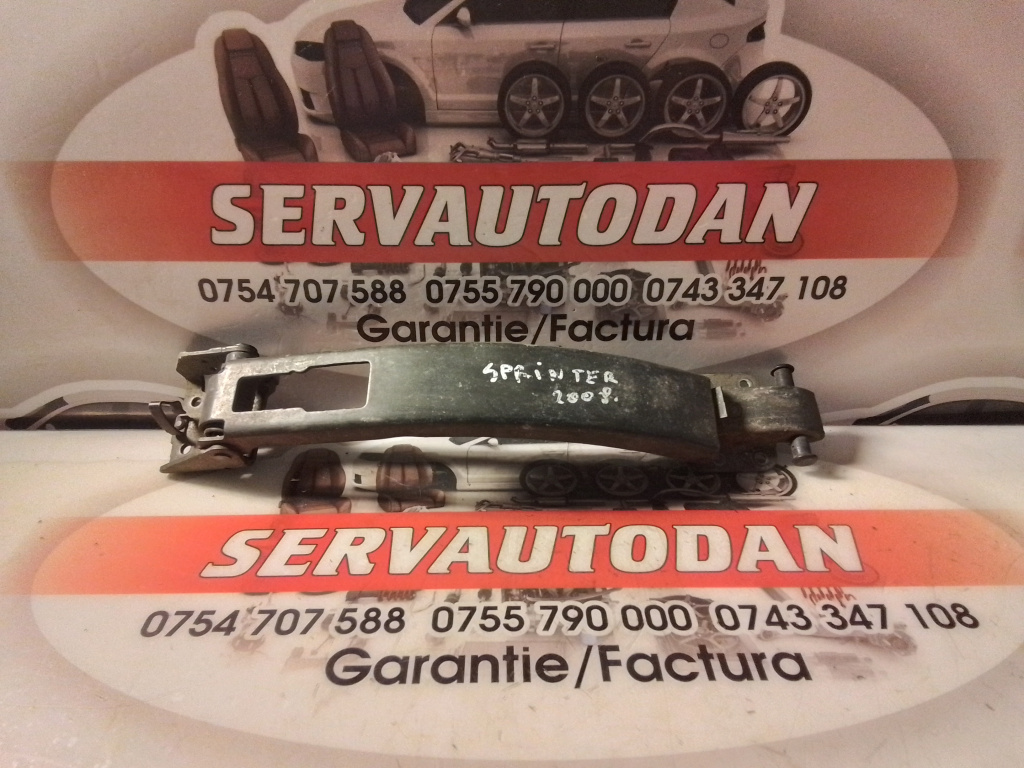 SERVAUTODAN
0754 707 588 0755 790 000 0743 347 108
Garantie/Factura
SPRiNTER
2008.
SERVAUTODAN
0754 707 588 0755 790 000 0743 347 108
Garantie/Factura